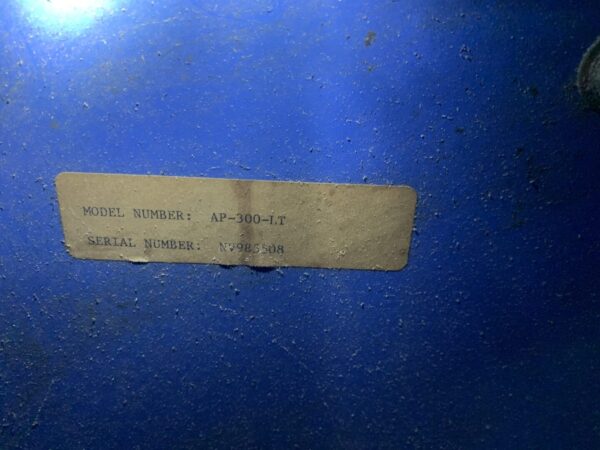 MODEL NUMBER: AP-300-LT
SERIAL NUMBER: